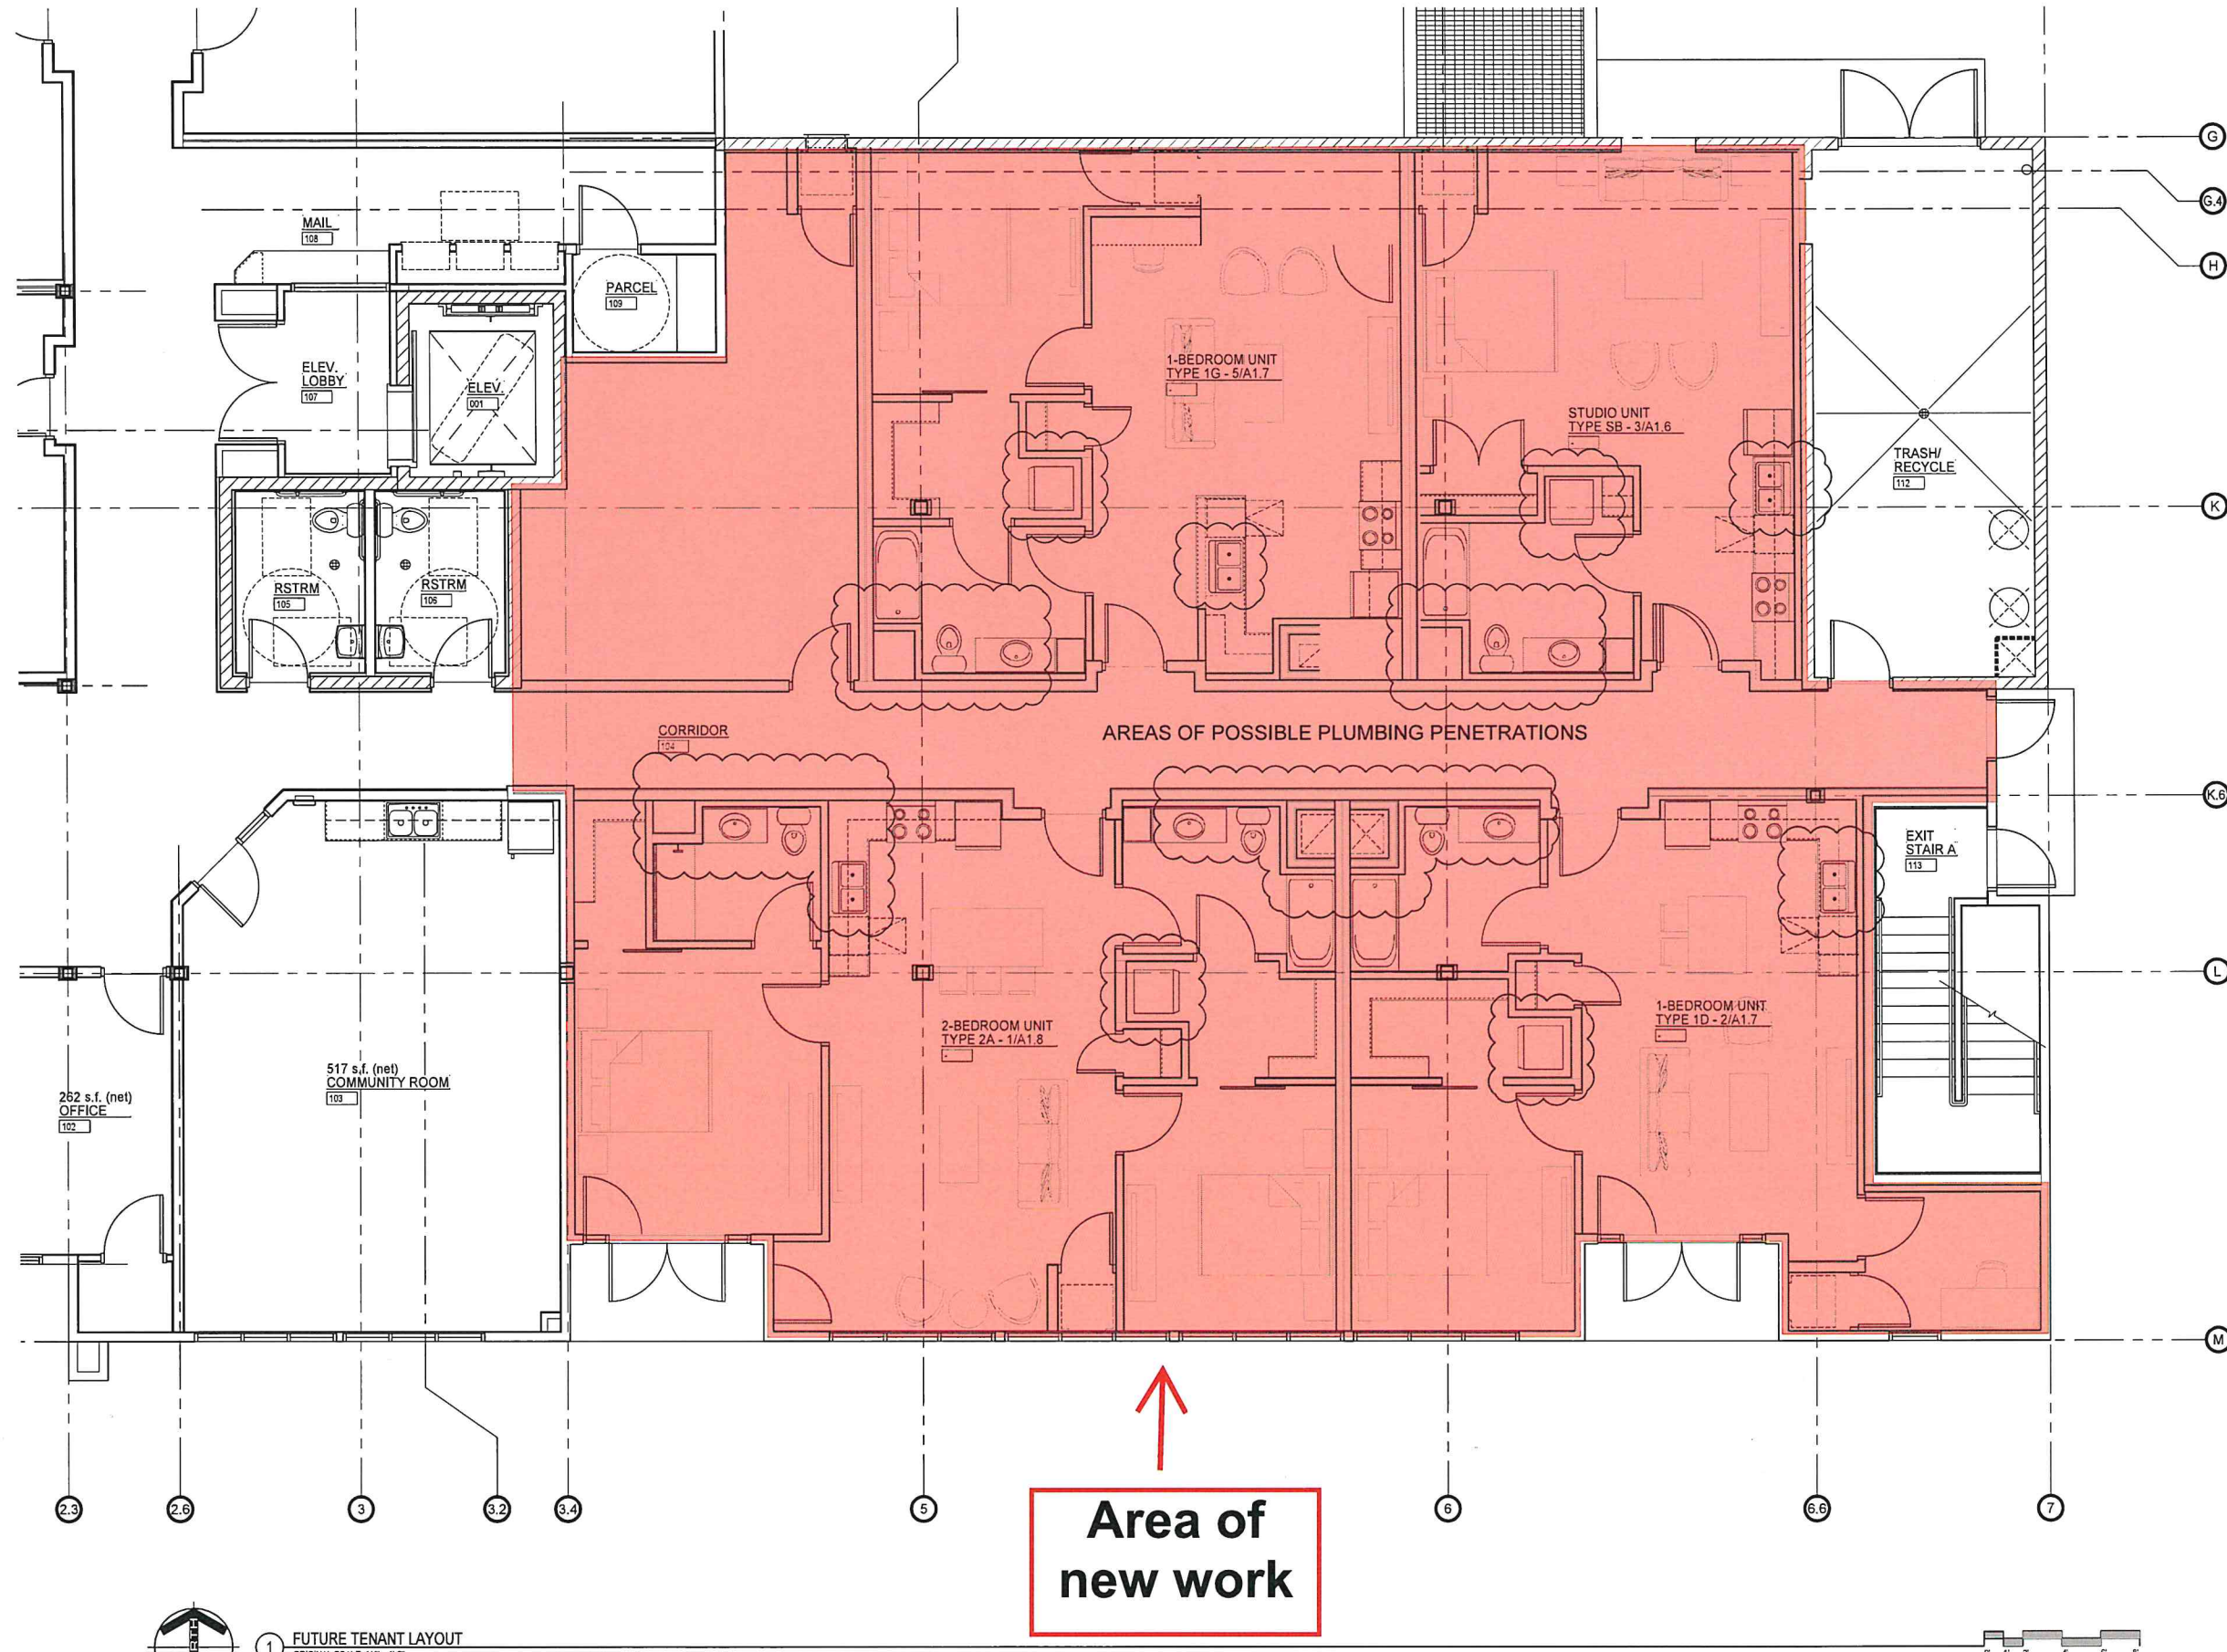 G
G.4
H
MAIL
108
PARCEL
109
ELEV.
LOBBY
107
ELEV.
001
1-BEDROOM UNIT
TYPE 1G - 5/A1.7
STUDIO UNIT
TYPE SB - 3/A1.6
TRASH/
RECYCLE
112
K
RSTRM
105
RSTRM
106
CORRIDOR
104
AREAS OF POSSIBLE PLUMBING PENETRATIONS
K.6
EXIT
STAIR A
113
L
2-BEDROOM UNIT
TYPE 2A - 1/A1.8
1-BEDROOM UNIT
TYPE 1D - 2/A1.7
517 s.f. (net)
COMMUNITY ROOM
103
262 s.f. (net)
OFFICE
102
M
2.3
2.6
3
3.2
3.4
5
6
6.6
7
Area of
new work
1
FUTURE TENANT LAYOUT